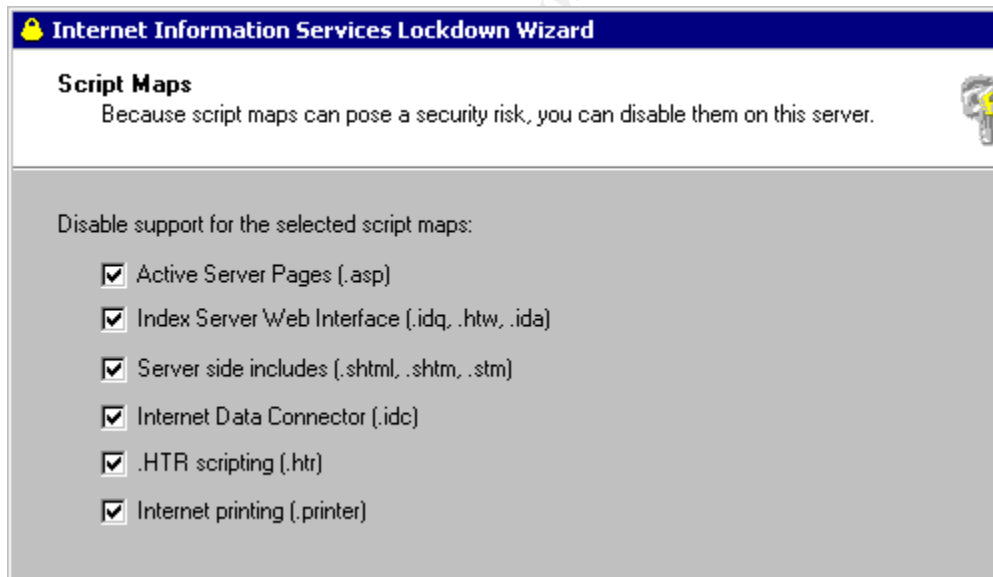 Internet Information Services Lockdown Wizard
Script Maps
Because script maps can pose a security risk, you can disable them on this server.
Disable support for the selected script maps:
Active Server Pages (.asp)
Index Server Web Interface (.idq, .htw, .ida)
Server side includes (.shtml, .shtm, .stm)
Internet Data Connector (.idc)
.HTR scripting (.htr)
Internet printing (.printer)